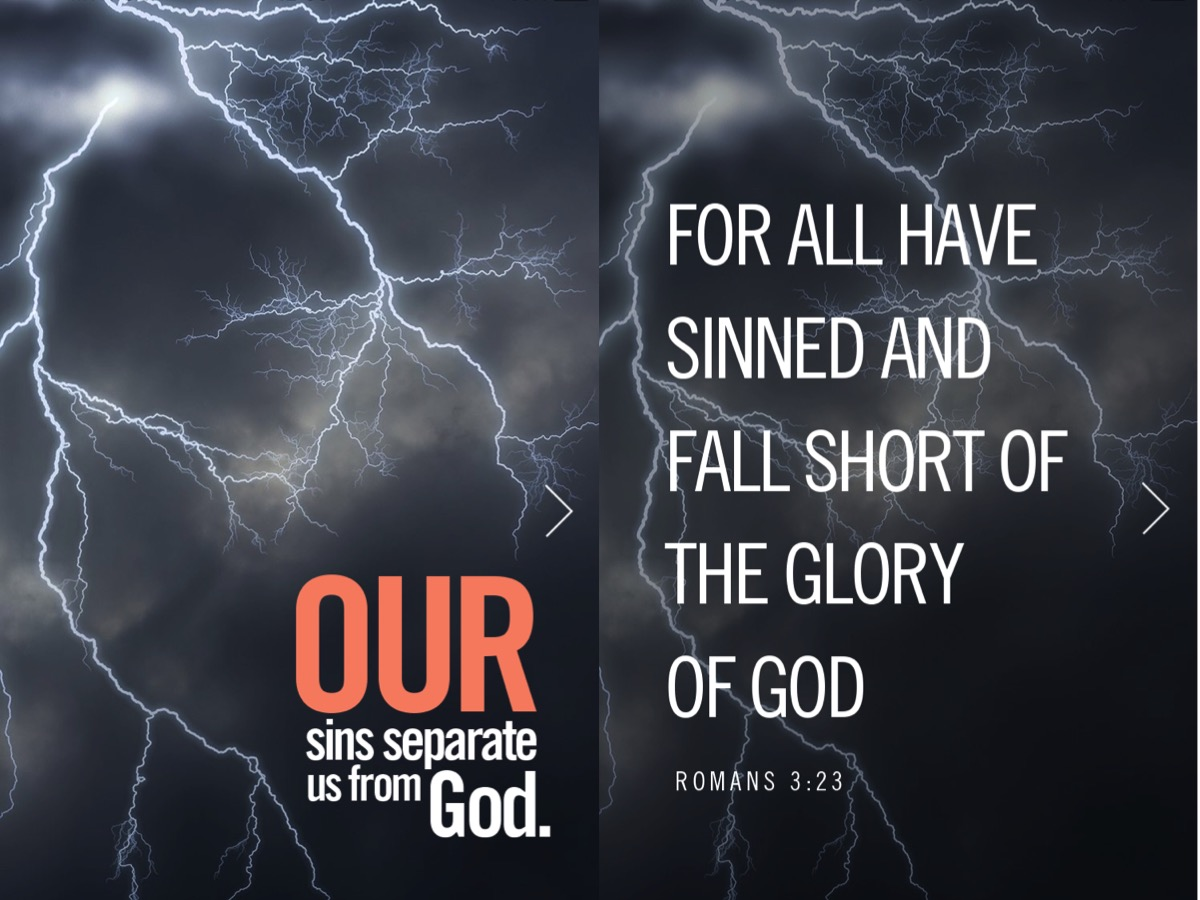 OUR
sins separate
us from God.
FOR ALL HAVE
SINNED AND
FALL SHORT OF
THE GLORY
OF GOD
ROMANS 3:23